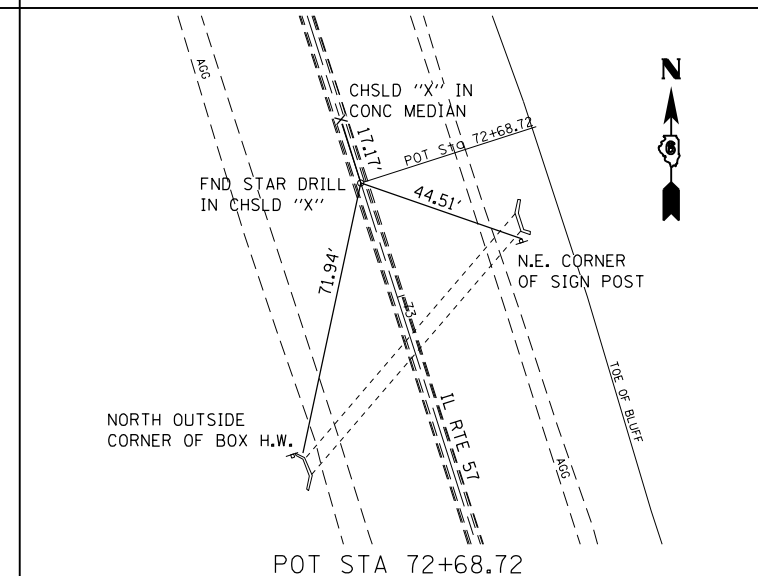 AGG
CHSLD "X" IN
CONC MEDIAN
N
6
17.17'
POT Sta 72+68.72
FND STAR DRILL
IN CHSLD "X"
44.51'
71.94'
N.E. CORNER
OF SIGN POST
73
TOE OF BLUFF
IL RTE 57
NORTH OUTSIDE
CORNER OF BOX H.W.
AGG
POT STA 72+68.72